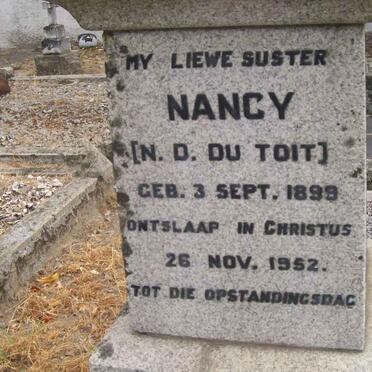 MY LIEWE SUSTER
NANCY
[N. D. DU TOIT]
GEB. 3 SEPT. 1899
ONTSLAAP IN CHRISTUS
26 NOV. 1952.
TOT DIE OPSTANDINGSDAG